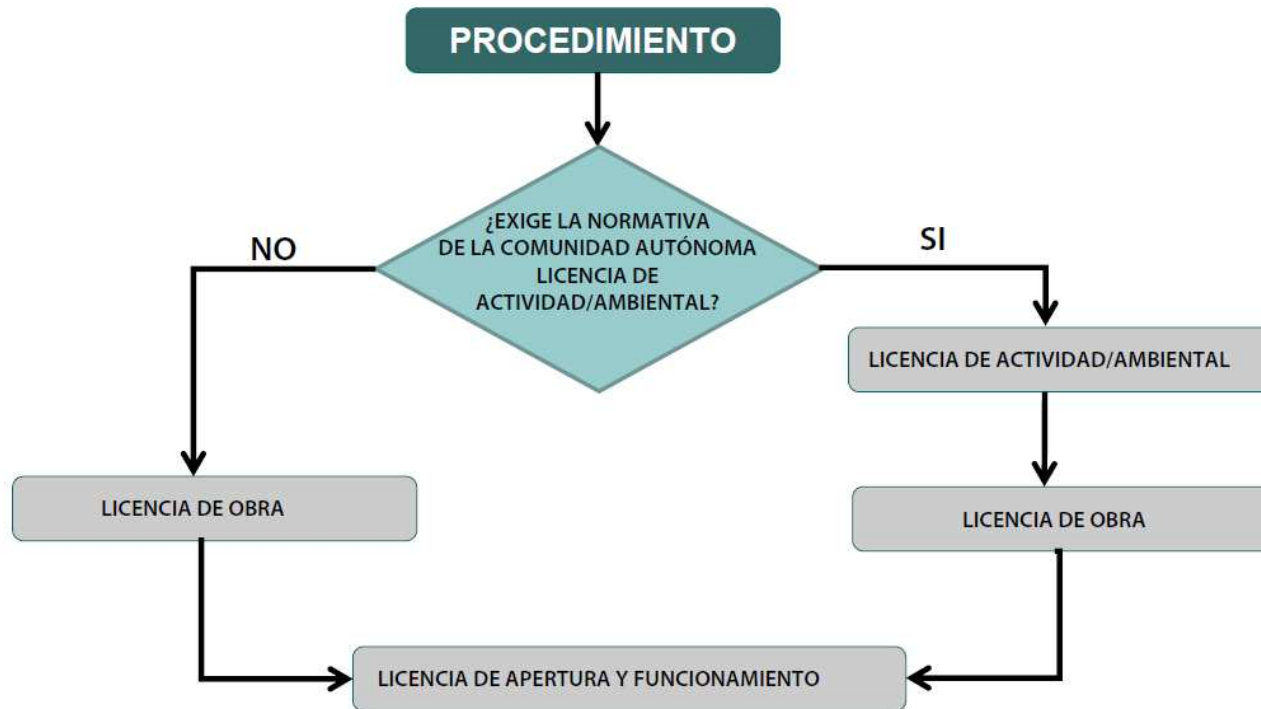 PROCEDIMIENTO
¿EXIGE LA NORMATIVA
DE LA COMUNIDAD AUTÓNOMA
LICENCIA DE
ACTIVIDAD/AMBIENTAL?
NO
SI
LICENCIA DE ACTIVIDAD/AMBIENTAL
LICENCIA DE OBRA
LICENCIA DE OBRA
LICENCIA DE APERTURA Y FUNCIONAMIENTO